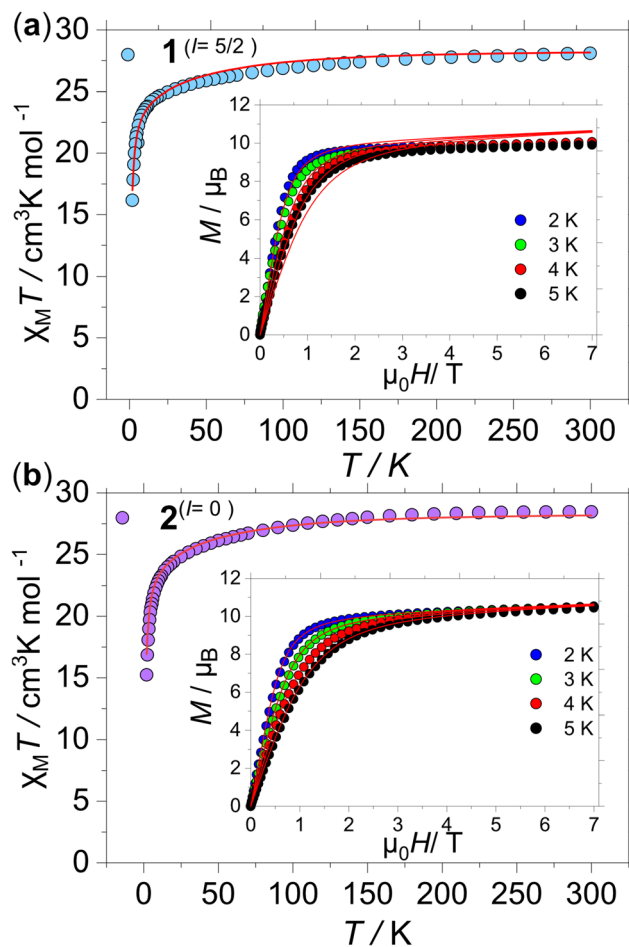 (a)
30
25
20
15
10
5
0
χMT / cm³K mol⁻¹
1 (I= 5/2)
12
10
8
6
4
2
0
M / μB
2 K
3 K
4 K
5 K
0 1 2 3 4 5 6 7
μ₀H/ T
0 50 100 150 200 250 300
T / K
(b)
30
25
20
15
10
5
0
χMT / cm³K mol⁻¹
2 (I= 0)
12
10
8
6
4
2
0
M / μB
2 K
3 K
4 K
5 K
0 1 2 3 4 5 6 7
μ₀H/ T
0 50 100 150 200 250 300
T / K